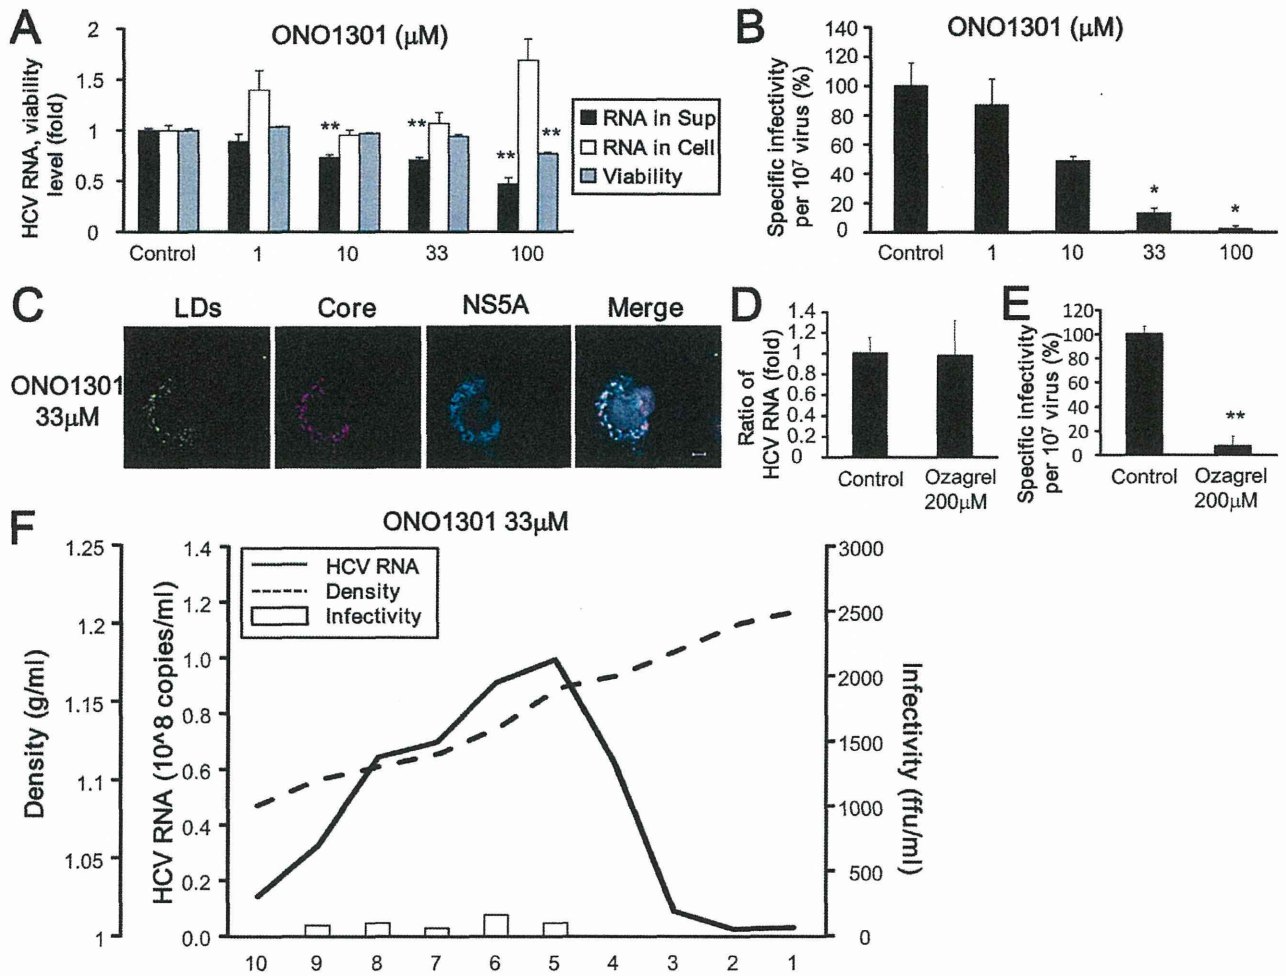 A
ONO1301 (μM)
HCV RNA, viability
level (fold)
2
1.5
1
0.5
0
**
**
**
**
Control
1
10
33
100
RNA in Sup
RNA in Cell
Viability
B
ONO1301 (μM)
Specific infectivity
per 10⁷ virus (%)
140
120
100
80
60
40
20
0
*
*
Control
1
10
33
100
C
LDs
Core
NS5A
Merge
ONO1301
33μM
D
Ratio of
HCV RNA (fold)
1.4
1.2
1
0.8
0.6
0.4
0.2
0
Control
Ozagrel
200μM
E
Specific infectivity
per 10⁷ virus (%)
120
100
80
60
40
20
0
**
Control
Ozagrel
200μM
F
ONO1301 33μM
Density (g/ml)
1.25
1.2
1.15
1.1
1.05
1
HCV RNA (10^8 copies/ml)
1.4
1.2
1.0
0.8
0.6
0.4
0.2
0.0
HCV RNA
Density
Infectivity
3000
2500
2000
1500
1000
500
0
Infectivity (ffu/ml)
10
9
8
7
6
5
4
3
2
1